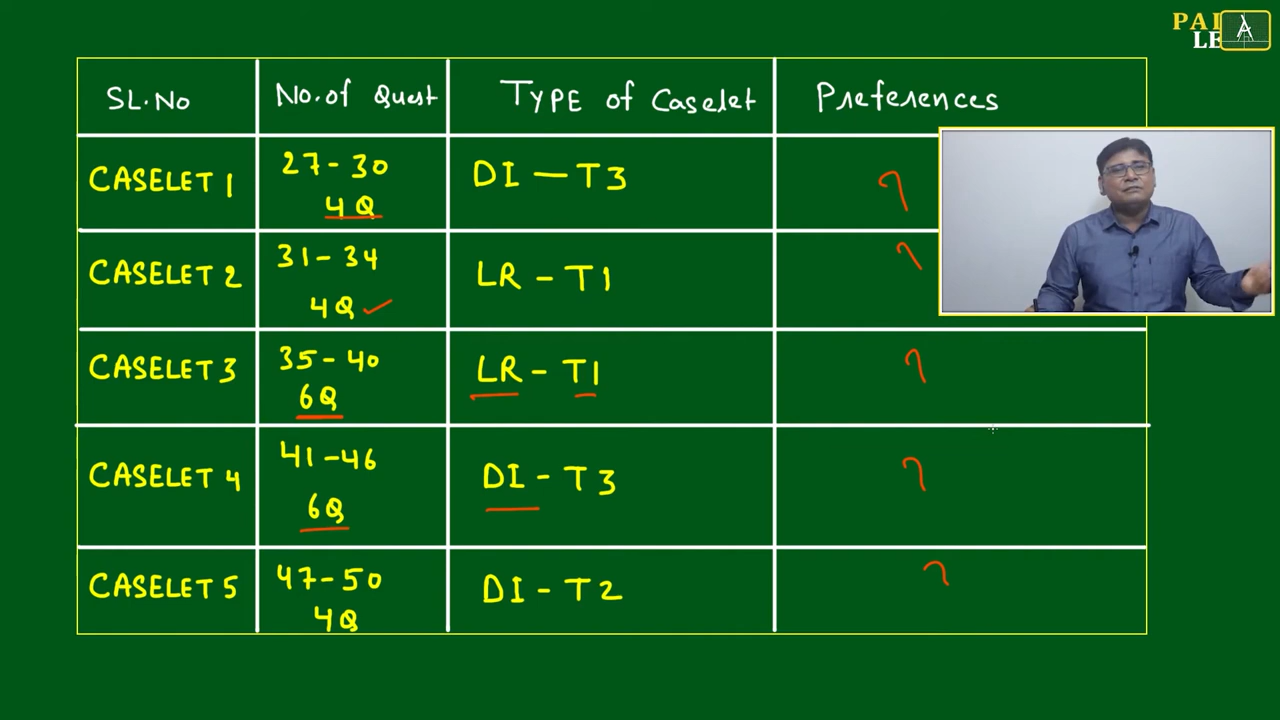 PAI
LE
SL.No
No. of Quest
TYPE of Caselet
Preferences
CASELET 1
27-30
4Q
DI — T3
?
CASELET 2
31-34
4Q ✓
LR - T1
?
CASELET 3
35-40
6Q
LR - T1
?
CASELET 4
41-46
6Q
DI - T3
?
CASELET 5
47-50
4Q
DI - T2
?